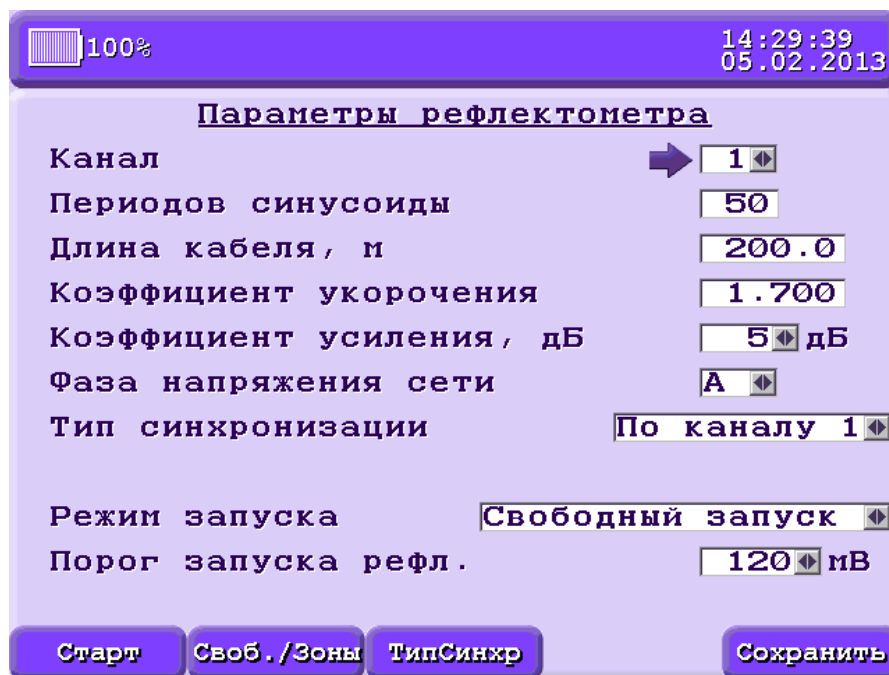 100%
14:29:39
05.02.2013
Параметры рефлектометра
Канал 1
Периодов синусоиды 50
Длина кабеля, м 200.0
Коэффициент укорочения 1.700
Коэффициент усиления, дБ 5 дБ
Фаза напряжения сети А
Тип синхронизации По каналу 1
Режим запуска Свободный запуск
Порог запуска рефл. 120 мВ
Старт Своб./Зоны ТипСинхр Сохранить